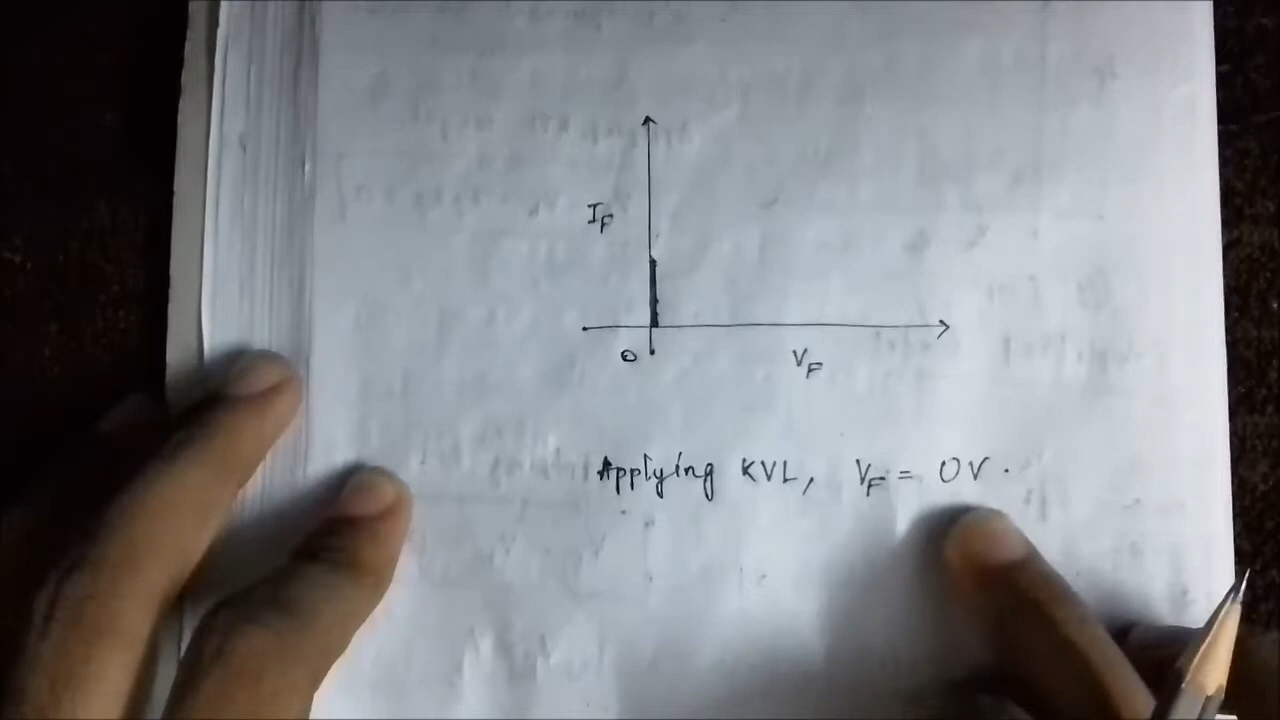 I_F
0
V_F
Applying KVL, V_F = 0V.